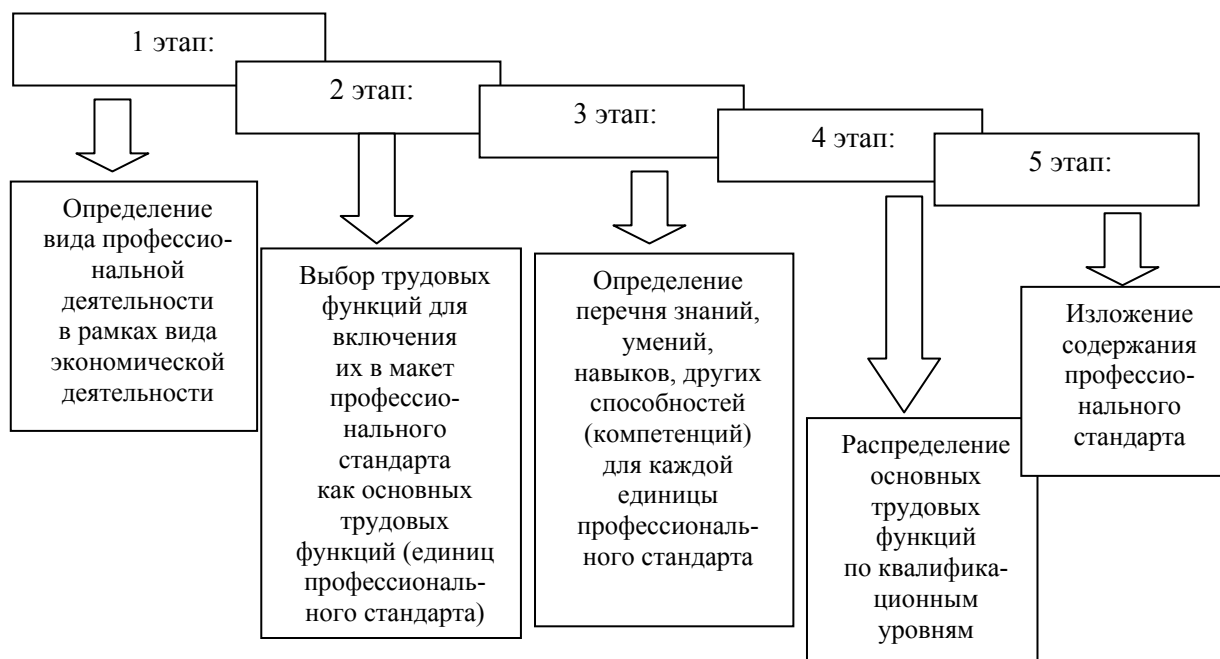 1 этап:
2 этап:
3 этап:
4 этап:
5 этап:
Определение
вида профессио-
нальной
деятельности
в рамках вида
экономической
деятельности
Выбор трудовых
функций для
включения
их в макет
профессио-
нального
стандарта
как основных
трудовых
функций (единиц
профессиональ-
ного стандарта)
Определение
перечня знаний,
умений,
навыков, других
способностей
(компетенций)
для каждой
единицы
профессиональ-
ного стандарта
Распределение
основных
трудовых
функций
по квалифика-
ционным
уровням
Изложение
содержания
профессио-
нального
стандарта